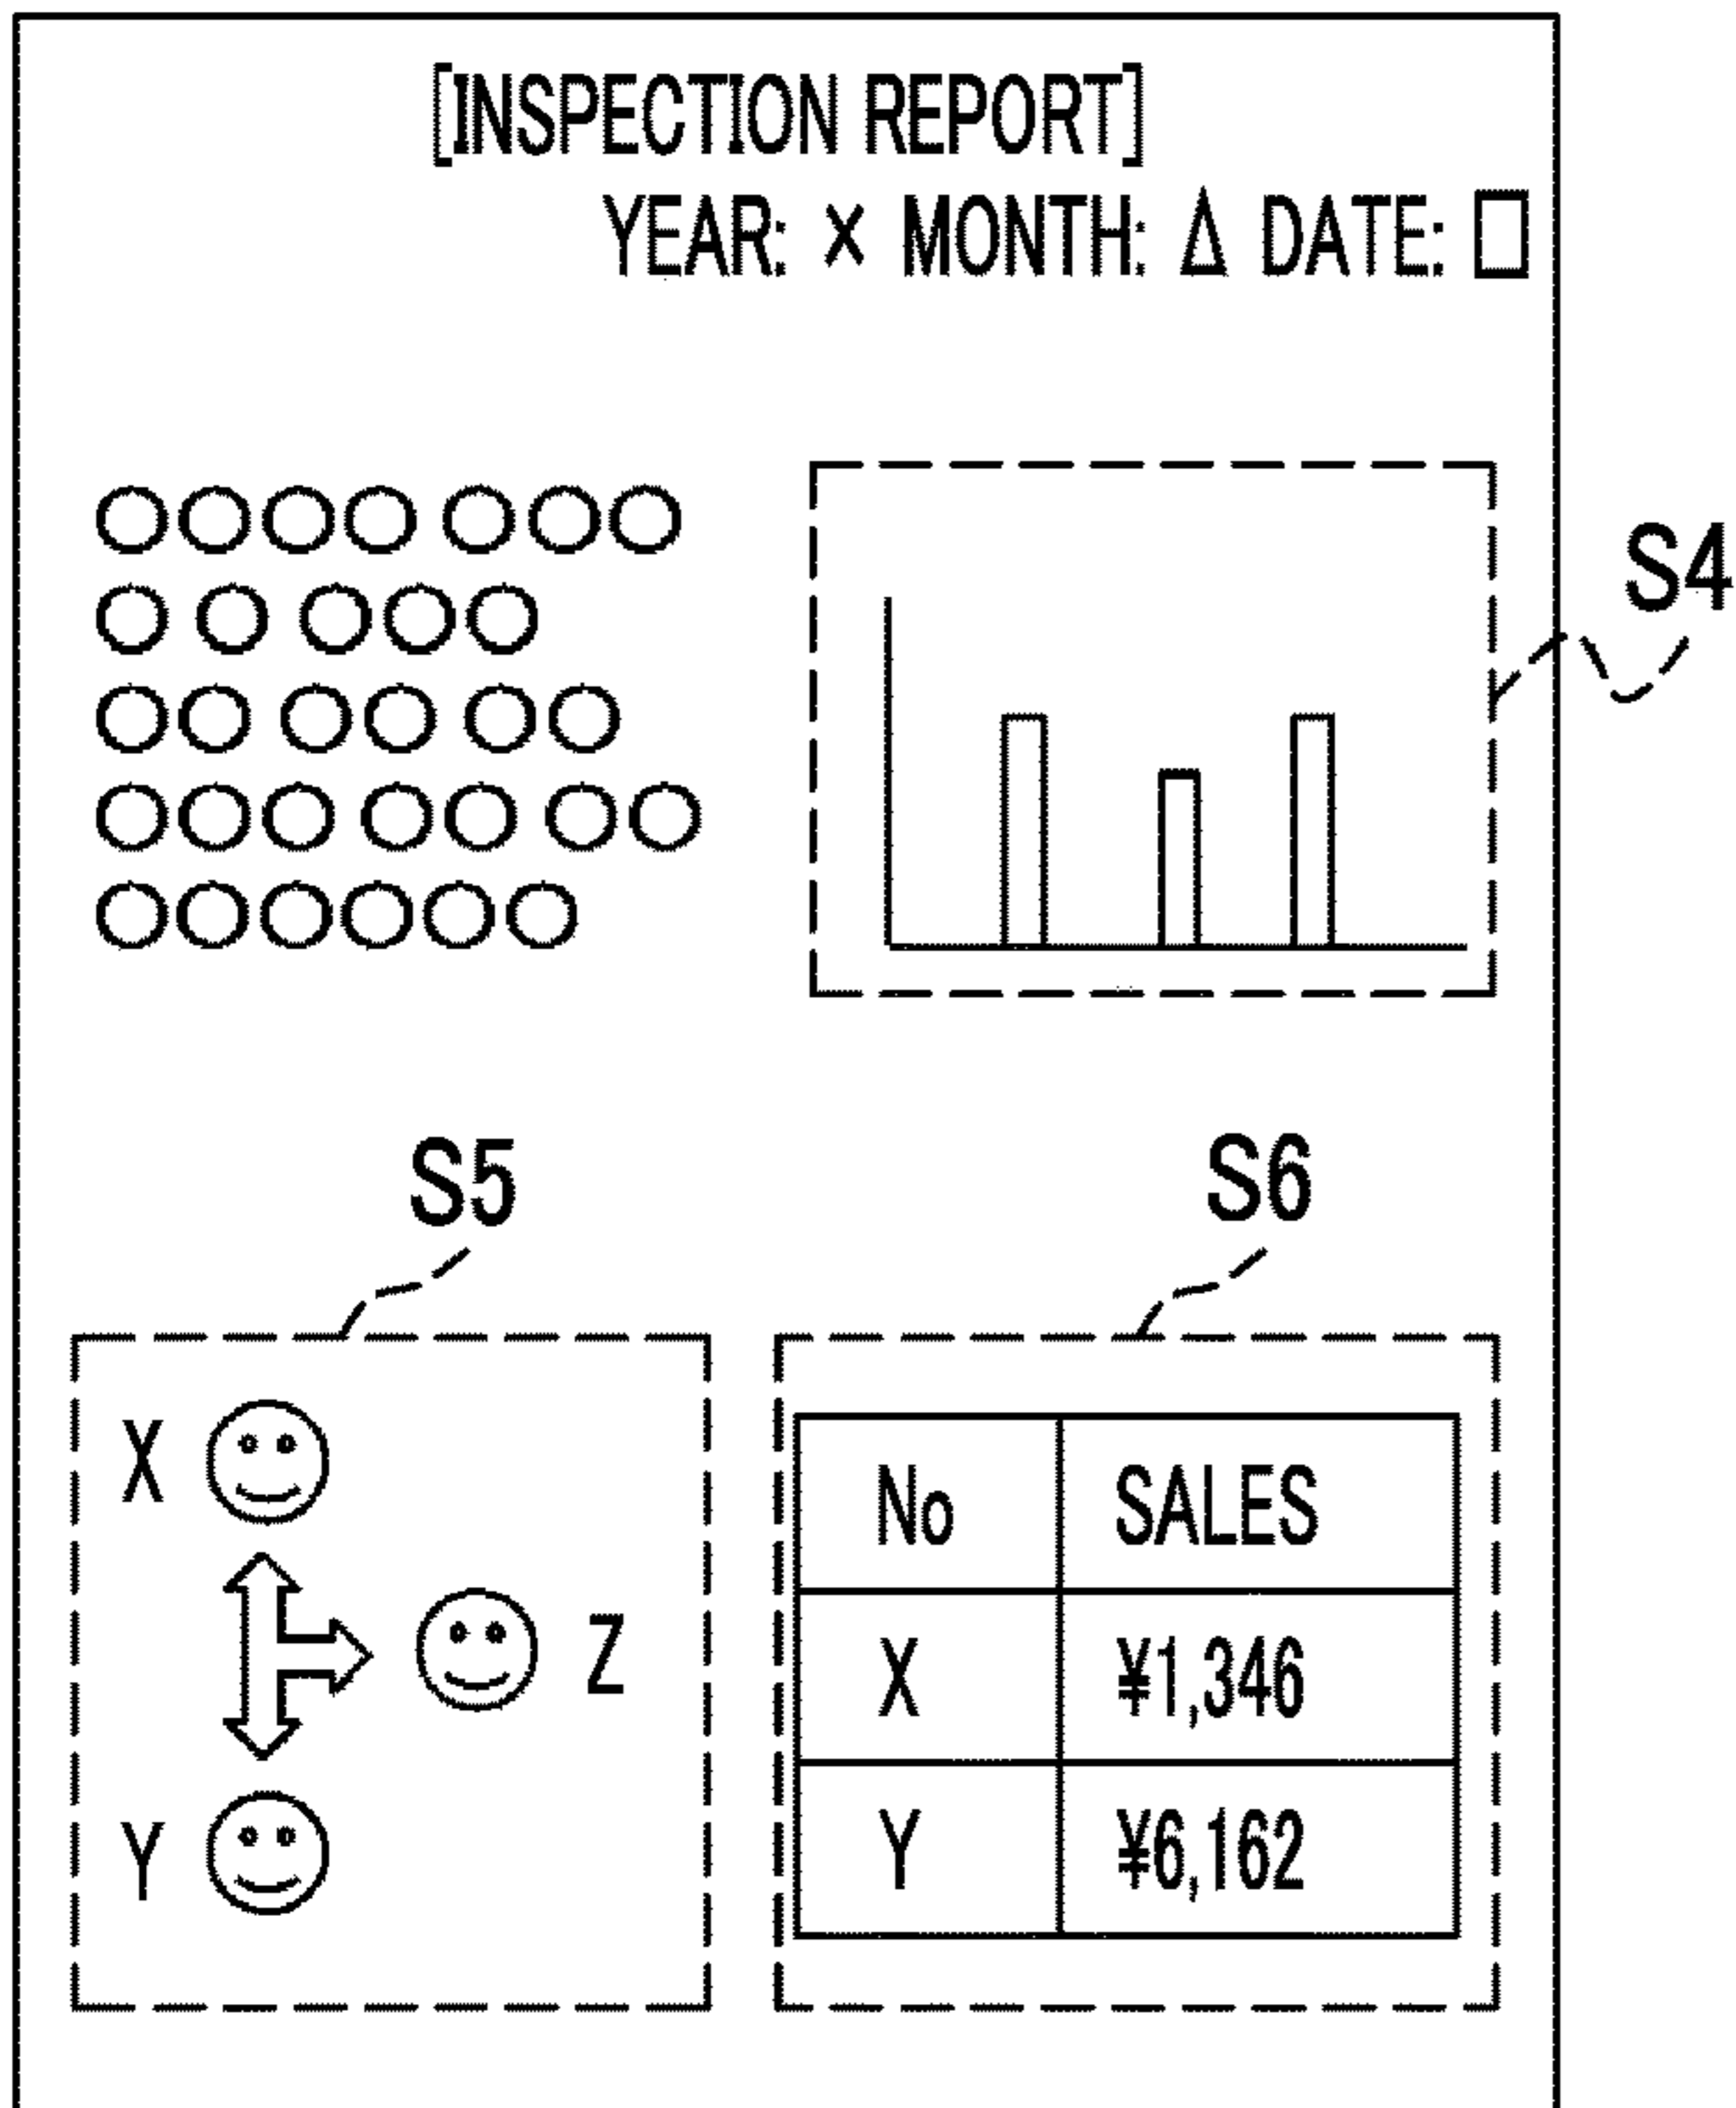 [INSPECTION REPORT]
YEAR: × MONTH: Δ DATE: □
○○○○ ○○○
○ ○ ○○○
○○ ○○ ○○
○○○ ○○ ○○
○○○○○○
S4
S5
S6
X
Z
Y
No SALES
X ¥1,346
Y ¥6,162